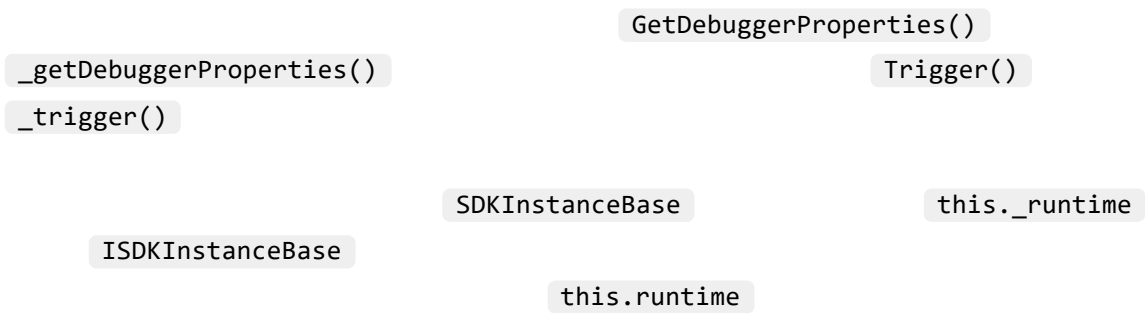 GetDebuggerProperties()
_getDebuggerProperties() Trigger()
_trigger()
SDKInstanceBase this._runtime
ISDKInstanceBase
this.runtime